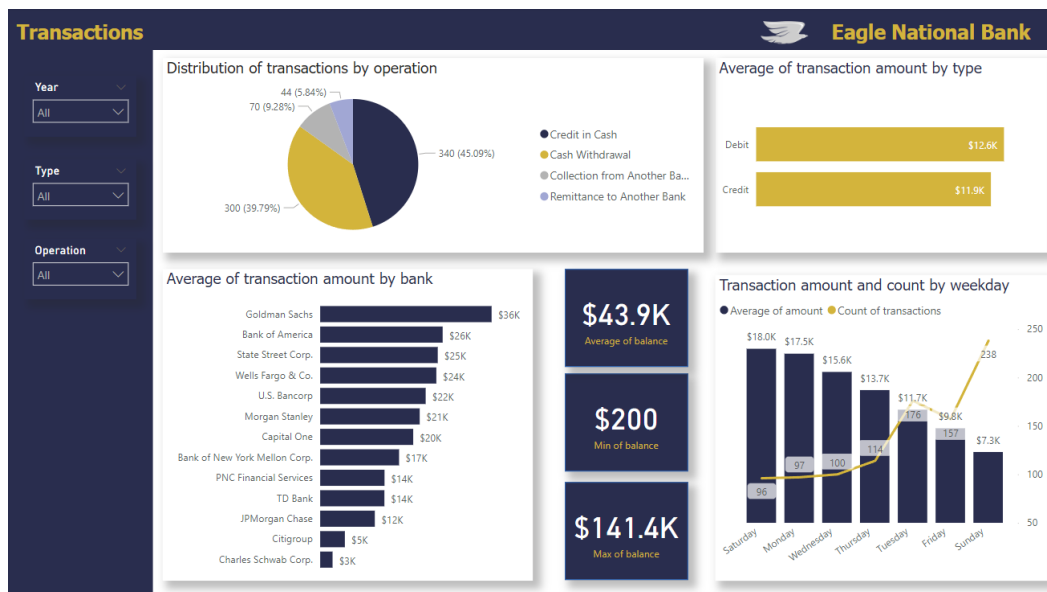 Transactions
Eagle National Bank
Year
All
Type
All
Operation
All
Distribution of transactions by operation
44 (5.84%)
70 (9.28%)
340 (45.09%)
300 (39.79%)
Credit in Cash
Cash Withdrawal
Collection from Another Ba...
Remittance to Another Bank
Average of transaction amount by type
Debit $12.6K
Credit $11.9K
Average of transaction amount by bank
Goldman Sachs $36K
Bank of America $26K
State Street Corp. $25K
Wells Fargo & Co. $24K
U.S. Bancorp $22K
Morgan Stanley $21K
Capital One $20K
Bank of New York Mellon Corp. $17K
PNC Financial Services $14K
TD Bank $14K
JPMorgan Chase $12K
Citigroup $5K
Charles Schwab Corp. $3K
$43.9K
Average of balance
$200
Min of balance
$141.4K
Max of balance
Transaction amount and count by weekday
Average of amount Count of transactions
$18.0K $17.5K $15.6K $13.7K $11.7K $9.8K $7.3K
96 97 100 114 176 157 238
250
200
150
100
50
Saturday Monday Wednesday Thursday Tuesday Friday Sunday